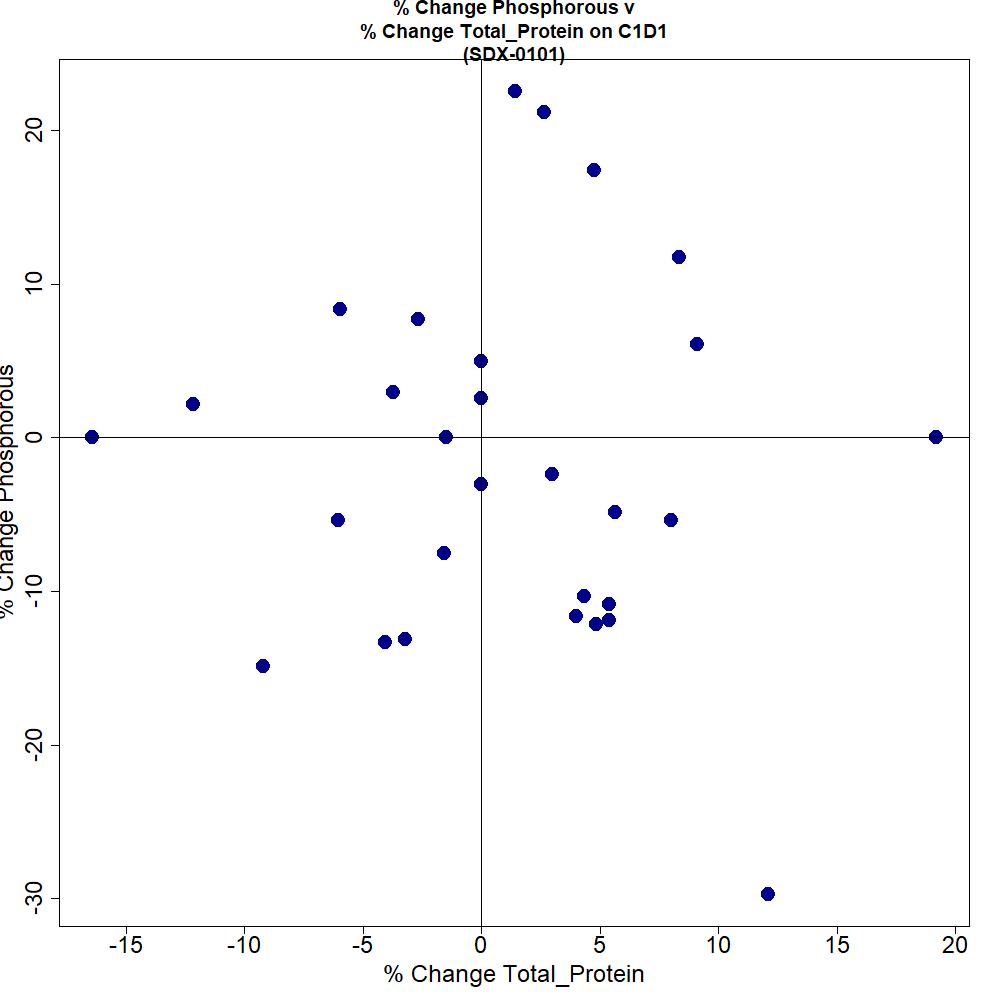 % Change Phosphorous v
% Change Total_Protein on C1D1
(SDX-0101)
20
10
0
-10
-20
-30
% Change Phosphorous
-15
-10
-5
0
5
10
15
20
% Change Total_Protein